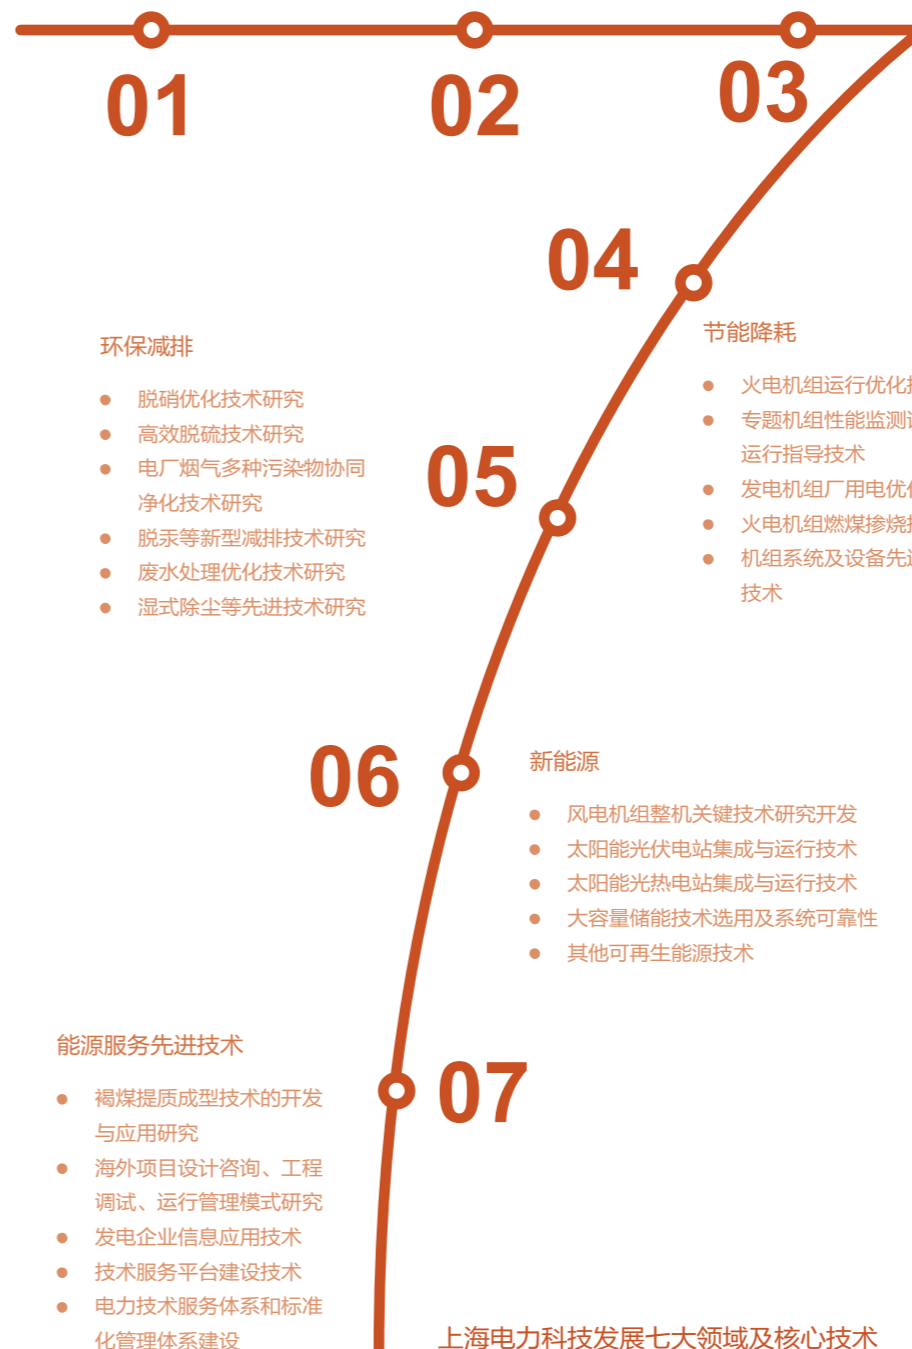 01
02
03
04
节能降耗
火电机组运行优化
专题机组性能监测
运行指导技术
发电机组厂用电优
火电机组燃煤掺烧
机组系统及设备先
技术
环保减排
脱硝优化技术研究
高效脱硫技术研究
电厂烟气多种污染物协同
净化技术研究
脱汞等新型减排技术研究
废水处理优化技术研究
湿式除尘等先进技术研究
05
06
新能源
风电机组整机关键技术研究开发
太阳能光伏电站集成与运行技术
太阳能光热电站集成与运行技术
大容量储能技术选用及系统可靠性
其他可再生能源技术
能源服务先进技术
褐煤提质成型技术的开发
与应用研究
海外项目设计咨询、工程
调试、运行管理模式研究
发电企业信息应用技术
技术服务平台建设技术
电力技术服务体系和标准
化管理体系建设
07
上海电力科技发展七大领域及核心技术